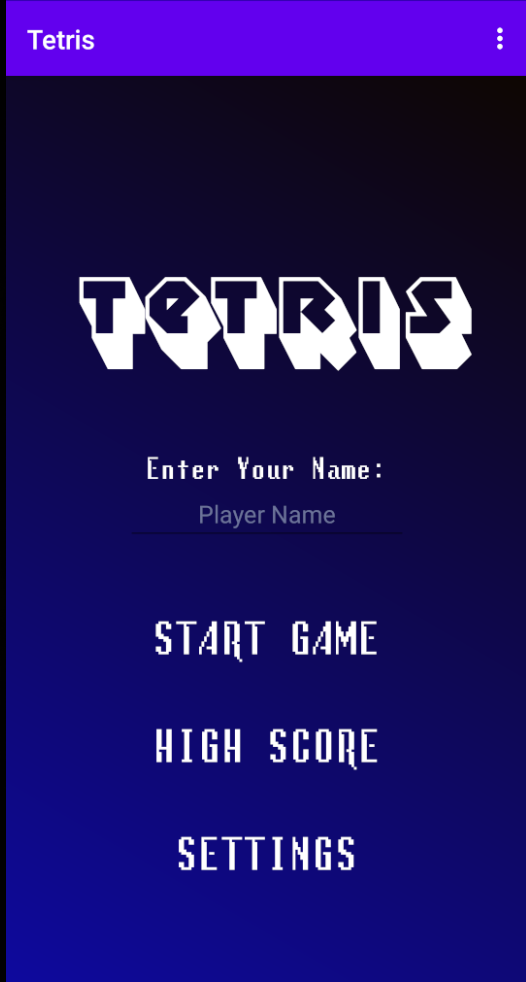 Tetris
TeTRIS
Enter Your Name:
Player Name
START GAME
HIGH SCORE
SETTINGS